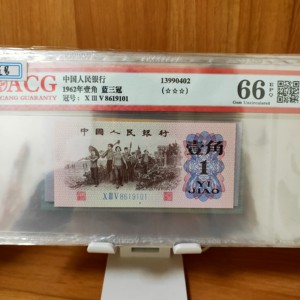 ACG
中国人民银行
1962年壹角 蓝三冠
冠号: X III V 8619101
13990402
(☆☆☆)
66 EPQ
Gem Uncirculated
中国人民银行
壹角
1
YI
JIAO
X III V 8619101